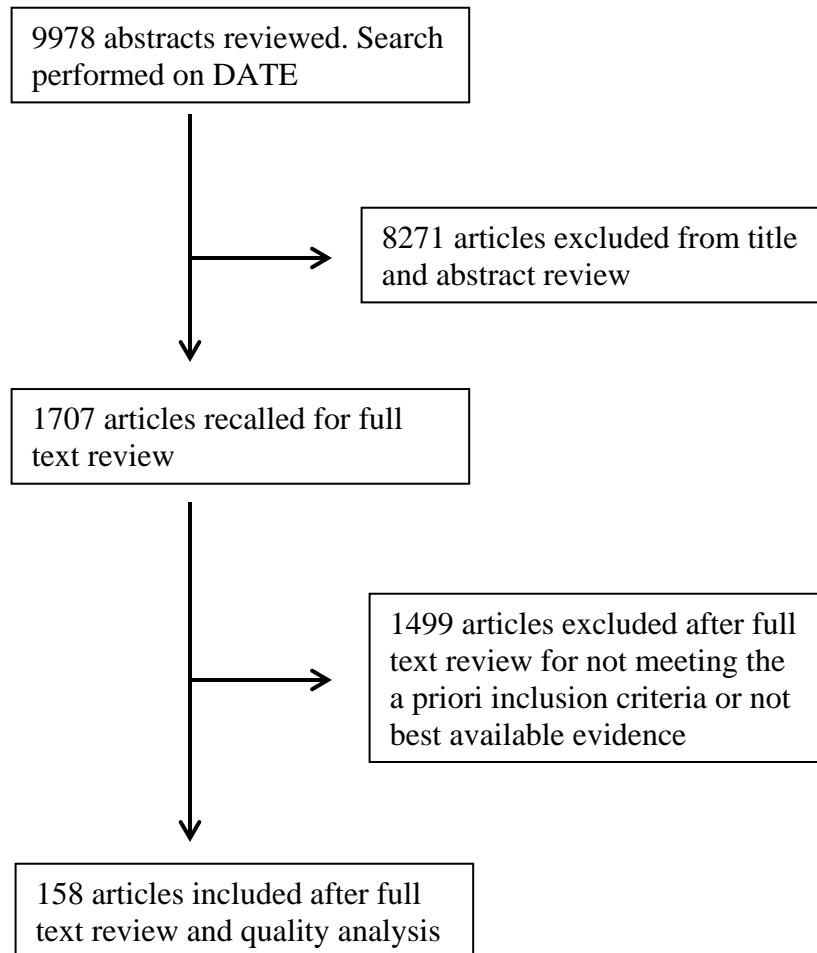 9978 abstracts reviewed. Search
performed on DATE
8271 articles excluded from title
and abstract review
1707 articles recalled for full
text review
1499 articles excluded after full
text review for not meeting the
a priori inclusion criteria or not
best available evidence
158 articles included after full
text review and quality analysis